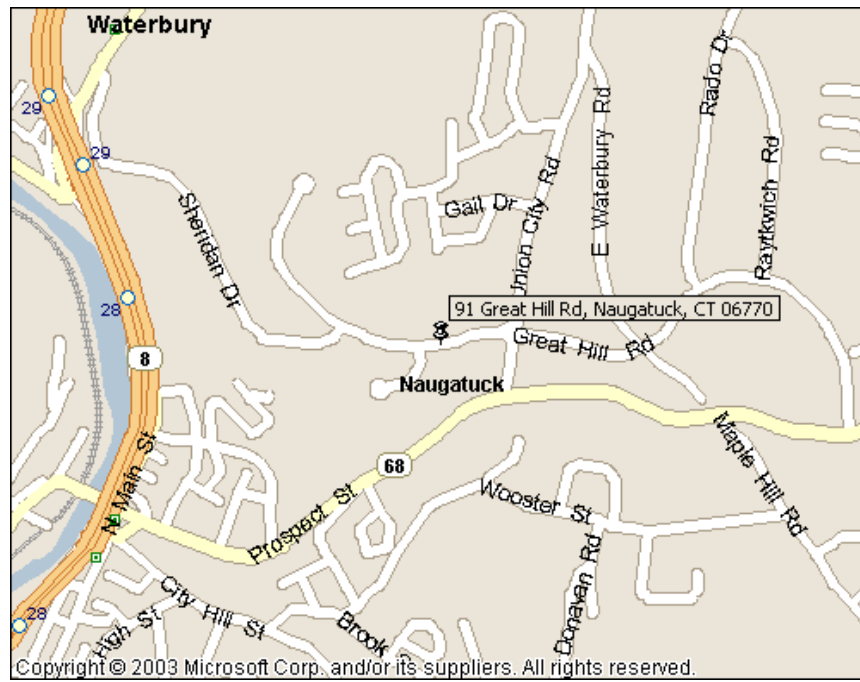 Waterbury
29
29
Rado Dr
E Waterbury Rd
Raytkwich Rd
Gail Dr
Union City Rd
Sheridan Dr
28
91 Great Hill Rd, Naugatuck, CT 06770
Great Hill Rd
8
Naugatuck
Maple Hill Rd
N Main St
68
Prospect St
Wooster St
Donavan Rd
City Hill St
High St
Brook
28
Copyright © 2003 Microsoft Corp. and/or its suppliers. All rights reserved.